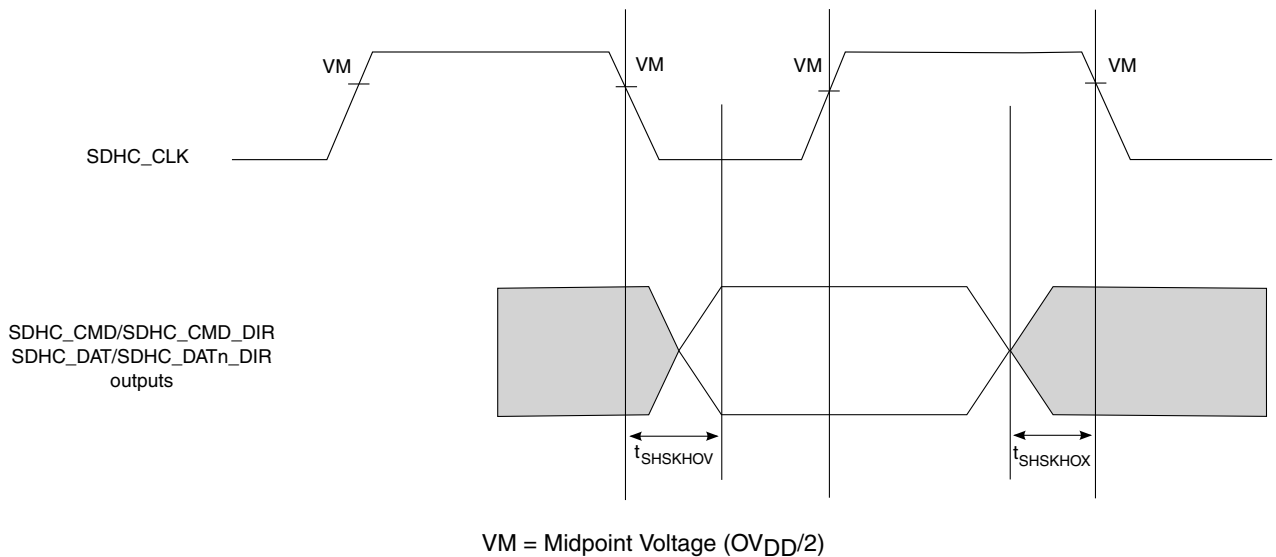 VM VM VM VM
SDHC_CLK
SDHC_CMD/SDHC_CMD_DIR
SDHC_DAT/SDHC_DATn_DIR
outputs
tSHSKHOV tSHSKHOX
VM = Midpoint Voltage (OVDD/2)